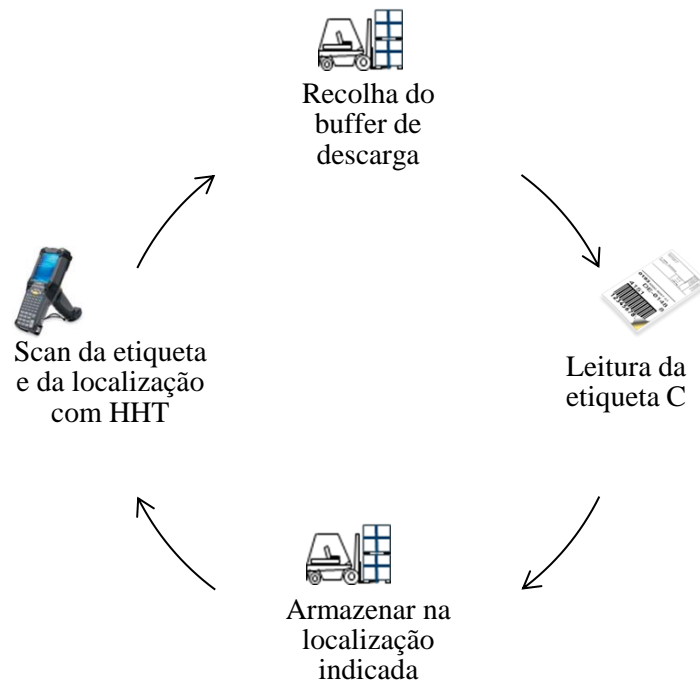 Recolha do
buffer de
descarga
Leitura da
etiqueta C
Armazenar na
localização
indicada
Scan da etiqueta
e da localização
com HHT